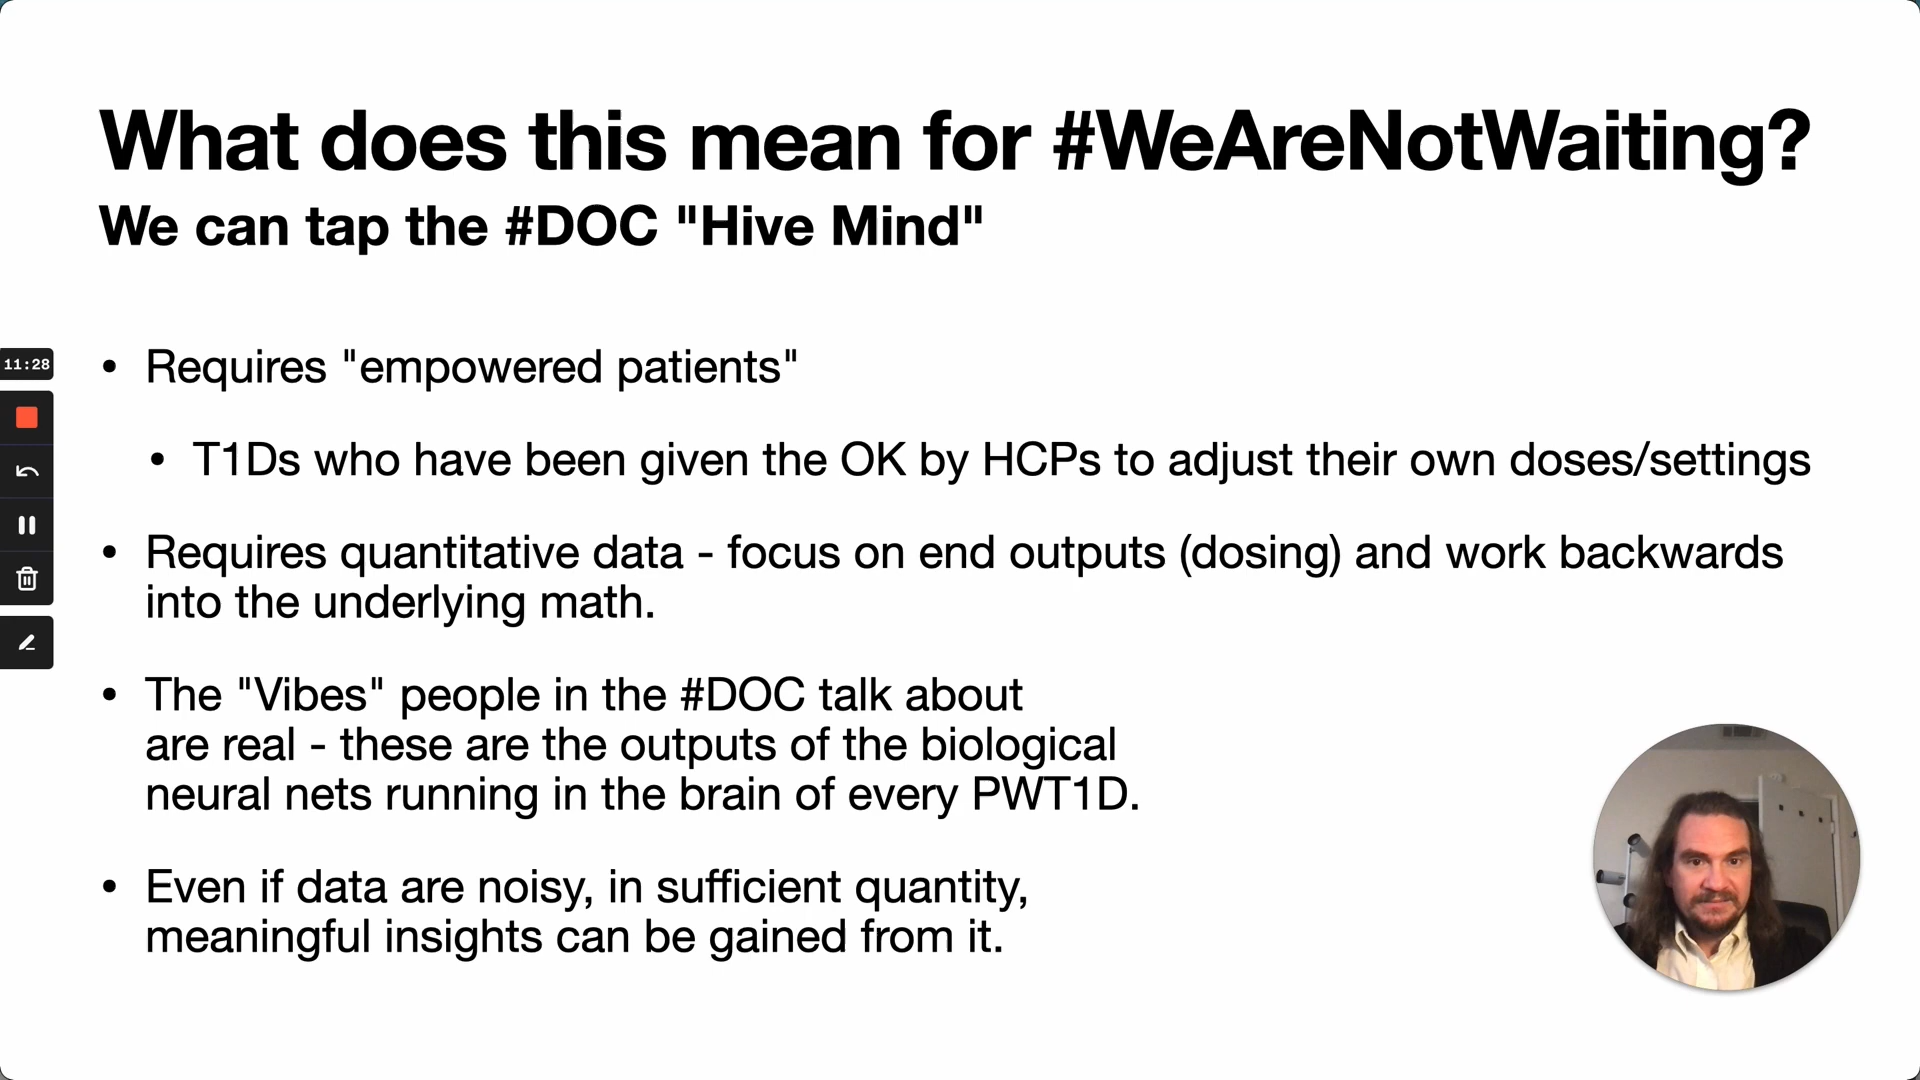 What does this mean for #WeAreNotWaiting?
We can tap the #DOC "Hive Mind"
11:28
• Requires "empowered patients"
• T1Ds who have been given the OK by HCPs to adjust their own doses/settings
• Requires quantitative data - focus on end outputs (dosing) and work backwards
into the underlying math.
• The "Vibes" people in the #DOC talk about
are real - these are the outputs of the biological
neural nets running in the brain of every PWT1D.
• Even if data are noisy, in sufficient quantity,
meaningful insights can be gained from it.